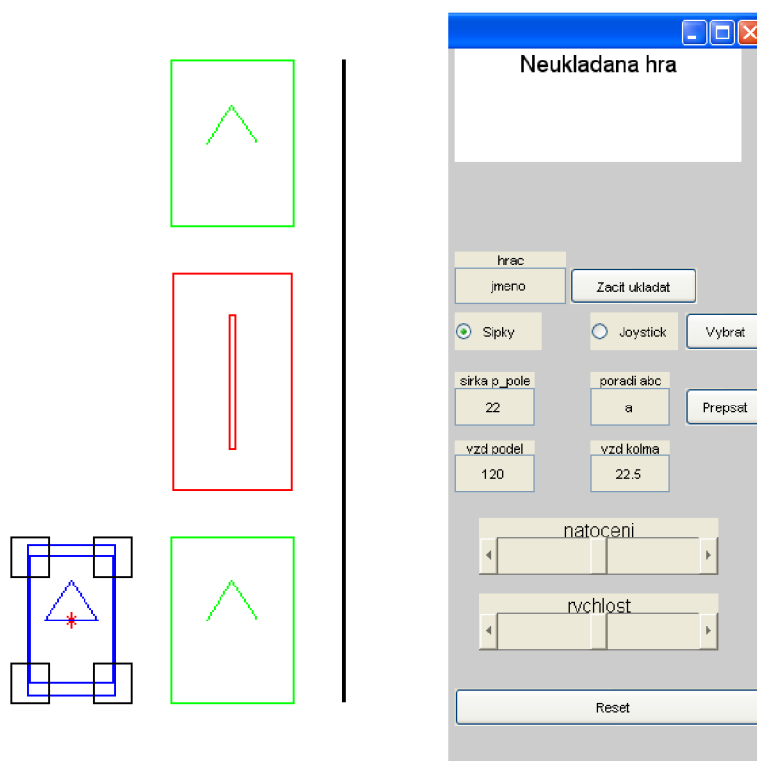 Neukladana hra
hrac
jmeno
Zacit ukladat
Sipky
Joystick
Vybrat
sirka p_pole
poradi abc
22
a
Prepsat
vzd podel
vzd kolma
120
22.5
natoceni
rychlost
Reset